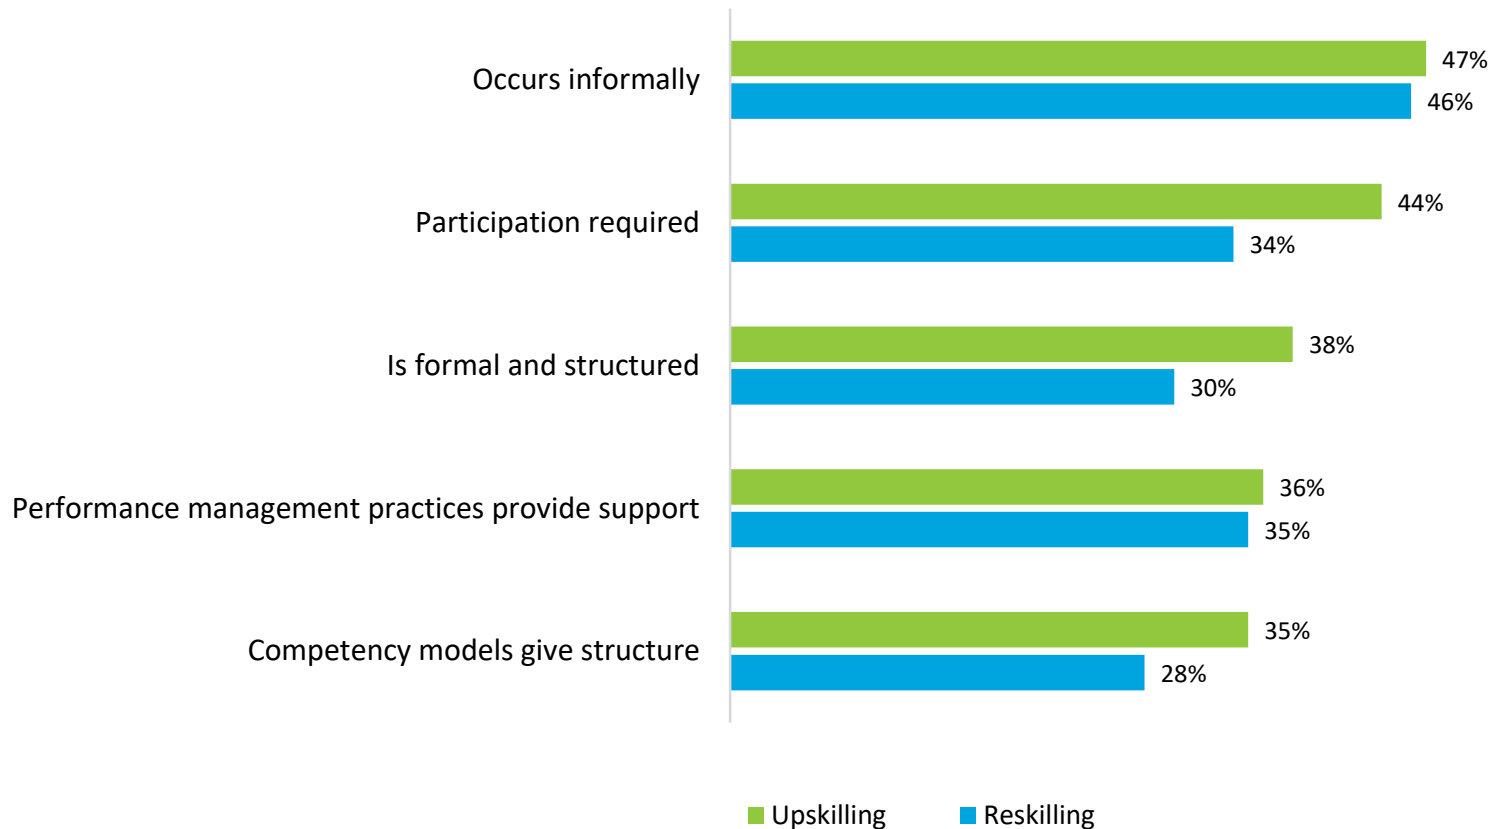 Occurs informally
47%
46%
Participation required
44%
34%
Is formal and structured
38%
30%
Performance management practices provide support
36%
35%
Competency models give structure
35%
28%
Upskilling
Reskilling